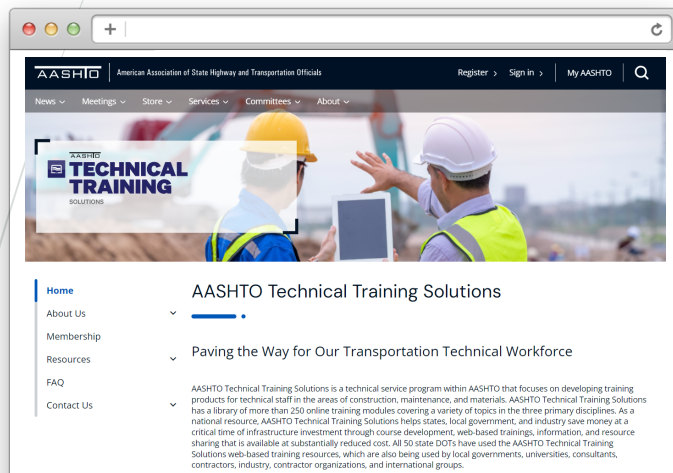 AASHTO American Association of State Highway and Transportation Officials Register > Sign in > My AASHTO
News Meetings Store Services Committees About
AASHTO
TECHNICAL
TRAINING
SOLUTIONS
Home
About Us
Membership
Resources
FAQ
Contact Us
AASHTO Technical Training Solutions
Paving the Way for Our Transportation Technical Workforce
AASHTO Technical Training Solutions is a technical service program within AASHTO that focuses on developing training
products for technical staff in the areas of construction, maintenance, and materials. AASHTO Technical Training Solutions
has a library of more than 250 online training modules covering a variety of topics in the three primary disciplines. As a
national resource, AASHTO Technical Training Solutions helps states, local government, and industry save money at a
critical time of infrastructure investment through course development, web-based trainings, information, and resource
sharing that is available at substantially reduced cost. All 50 state DOTs have used the AASHTO Technical Training
Solutions web-based training resources, which are also being used by local governments, universities, consultants,
contractors, industry, contractor organizations, and international groups.